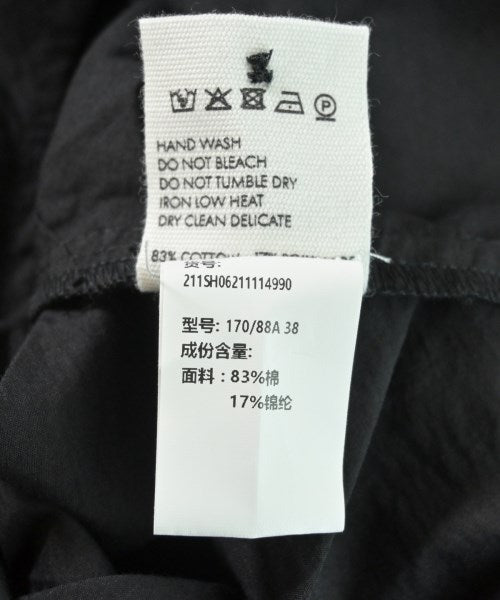 HAND WASH
DO NOT BLEACH
DO NOT TUMBLE DRY
IRON LOW HEAT
DRY CLEAN DELICATE
83% COTTON
货号:
211SH06211114990
型号: 170/88A 38
成份含量:
面料：83%棉
17%锦纶